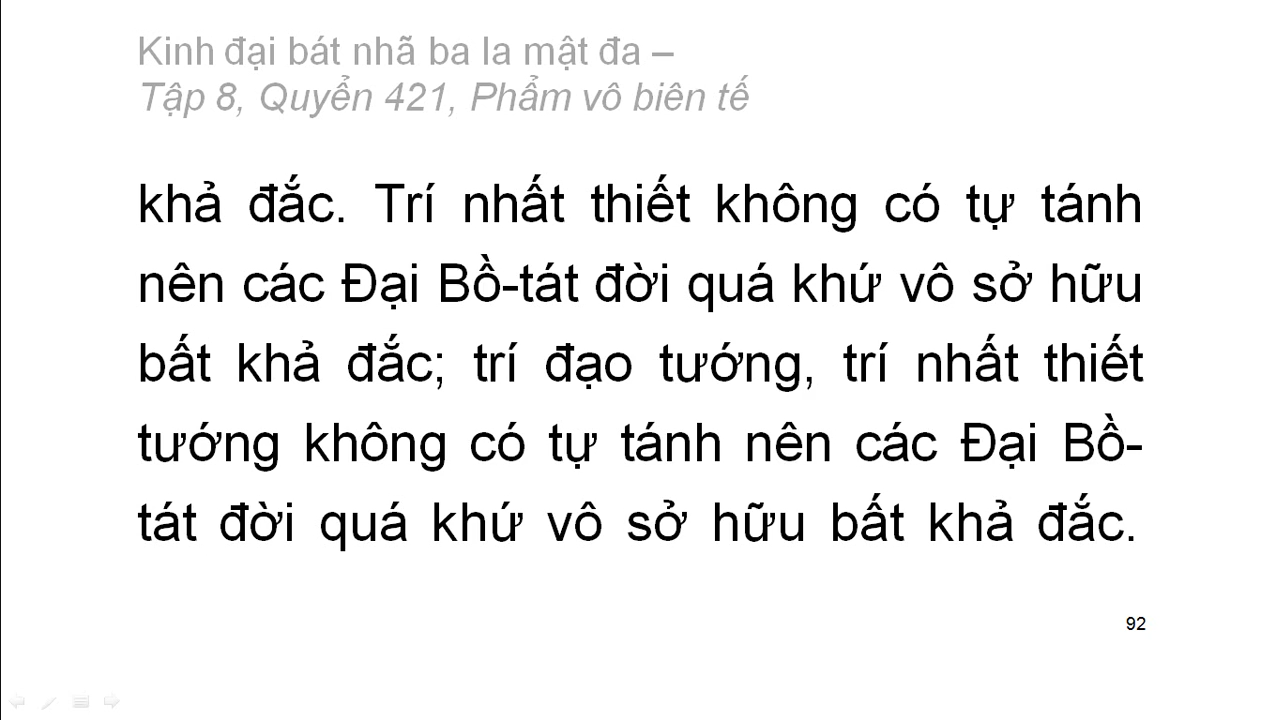 Kinh đại bát nhã ba la mật đa –
Tập 8, Quyển 421, Phẩm vô biên tế
khả đắc. Trí nhất thiết không có tự tánh
nên các Đại Bồ-tát đời quá khứ vô sở hữu
bất khả đắc; trí đạo tướng, trí nhất thiết
tướng không có tự tánh nên các Đại Bồ-
tát đời quá khứ vô sở hữu bất khả đắc.
92